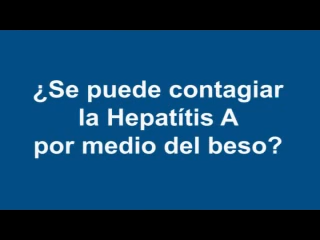 ¿Se puede contagiar
la Hepatítis A
por medio del beso?